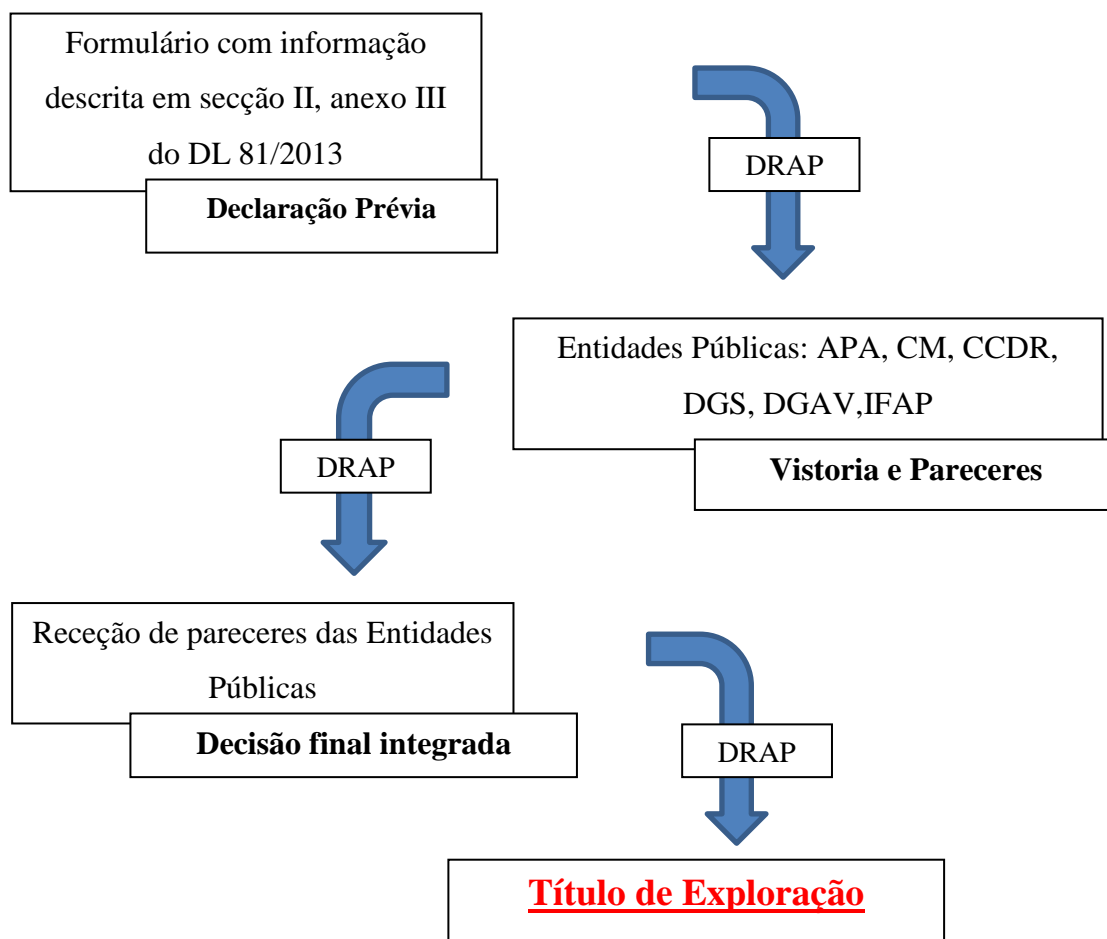 Formulário com informação
descrita em secção II, anexo III
do DL 81/2013
Declaração Prévia
DRAP
Entidades Públicas: APA, CM, CCDR,
DGS, DGAV,IFAP
Vistoria e Pareceres
DRAP
Receção de pareceres das Entidades
Públicas
Decisão final integrada
DRAP
Título de Exploração